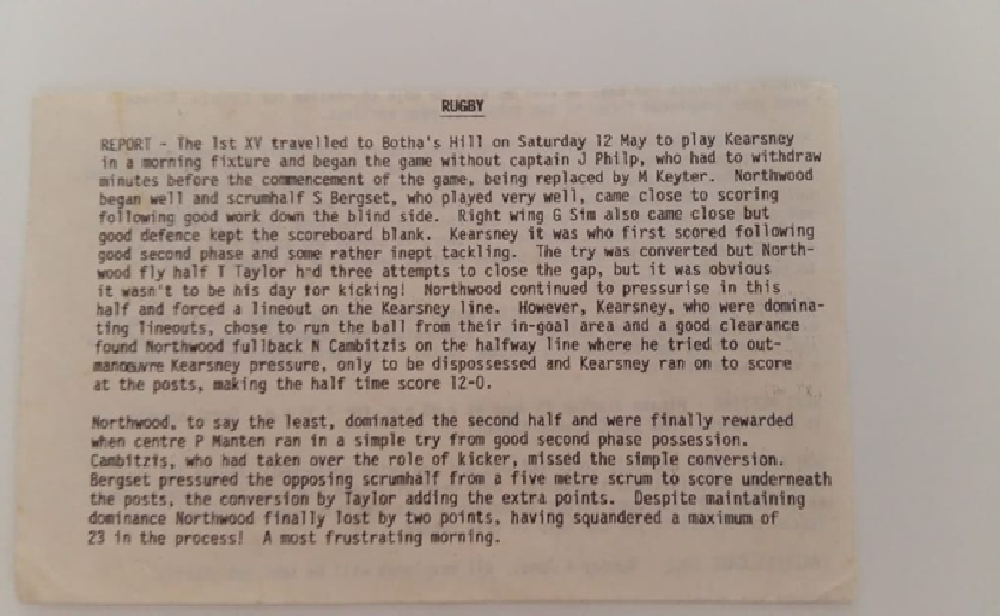 RUGBY
REPORT - The 1st XV travelled to Botha's Hill on Saturday 12 May to play Kearsney
in a morning fixture and began the game without captain J Philp, who had to withdraw
minutes before the commencement of the game, being replaced by M Keyter. Northwood
began well and scrumhalf S Bergset, who played very well, came close to scoring
following good work down the blind side. Right wing G Sim also came close but
good defence kept the scoreboard blank. Kearsney it was who first scored following
good second phase and some rather inept tackling. The try was converted but North-
wood fly half T Taylor had three attempts to close the gap, but it was obvious
it wasn't to be his day for kicking! Northwood continued to pressurise in this
half and forced a lineout on the Kearsney line. However, Kearsney, who were domina-
ting lineouts, chose to run the ball from their in-goal area and a good clearance
found Northwood fullback N Cambitzis on the halfway line where he tried to out-
manoeuvre Kearsney pressure, only to be dispossessed and Kearsney ran on to score
at the posts, making the half time score 12-0.
Northwood, to say the least, dominated the second half and were finally rewarded
when centre P Manten ran in a simple try from good second phase possession.
Cambitzis, who had taken over the role of kicker, missed the simple conversion.
Bergset pressured the opposing scrumhalf from a five metre scrum to score underneath
the posts, the conversion by Taylor adding the extra points. Despite maintaining
dominance Northwood finally lost by two points, having squandered a maximum of
23 in the process! A most frustrating morning.